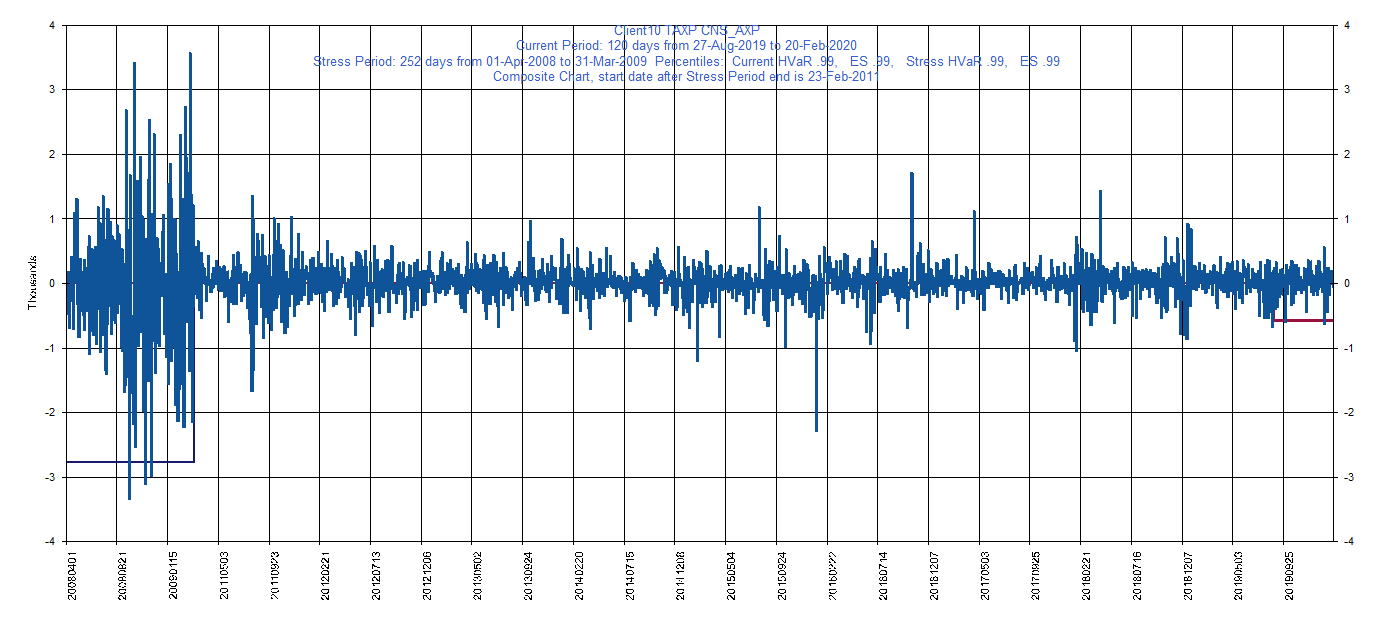 Client10 TAXP CNS_AXP
Current Period: 120 days from 27-Aug-2019 to 20-Feb-2020
Stress Period: 252 days from 01-Apr-2008 to 31-Mar-2009 Percentiles: Current HVaR .99, ES .99, Stress HVaR .99, ES .99
Composite Chart, start date after Stress Period end is 23-Feb-2011
4 4
3 3
2 2
1 1
Thousands
0 0
-1 -1
-2 -2
-3 -3
-4 -4
20080401 20080821 20090115 20110503 20110923 20120221 20120713 20121206 20130502 20130924 20140220 20140715 20141208 20150504 20150924 20160222 20160714 20161207 20170503 20170925 20180221 20180716 20181207 20190503 20190925